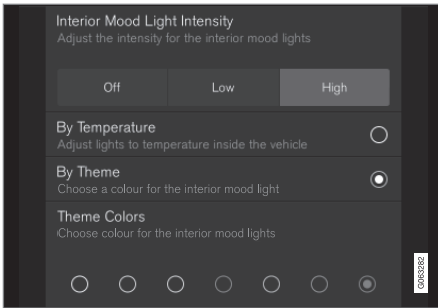 Interior Mood Light Intensity
Adjust the intensity for the interior mood lights
Off Low High
By Temperature
Adjust lights to temperature inside the vehicle
By Theme
Choose a colour for the interior mood light
Theme Colors
Choose colour for the interior mood lights
G063282